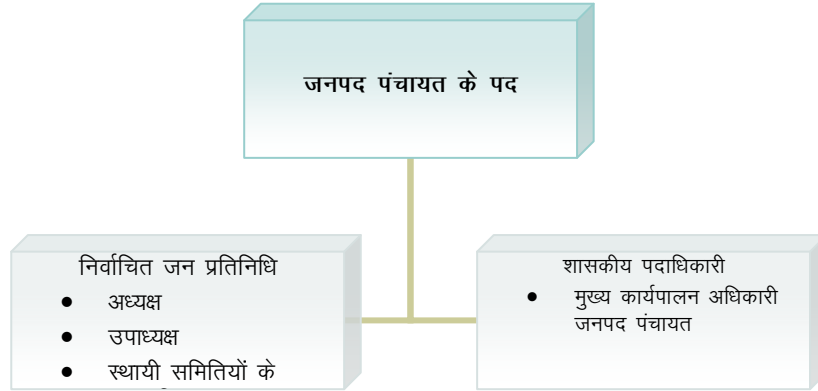 जनपद पंचायत के पद
निर्वाचित जन प्रतिनिधि
• अध्यक्ष
• उपाध्यक्ष
• स्थायी समितियों के
शासकीय पदाधिकारी
• मुख्य कार्यपालन अधिकारी
जनपद पंचायत